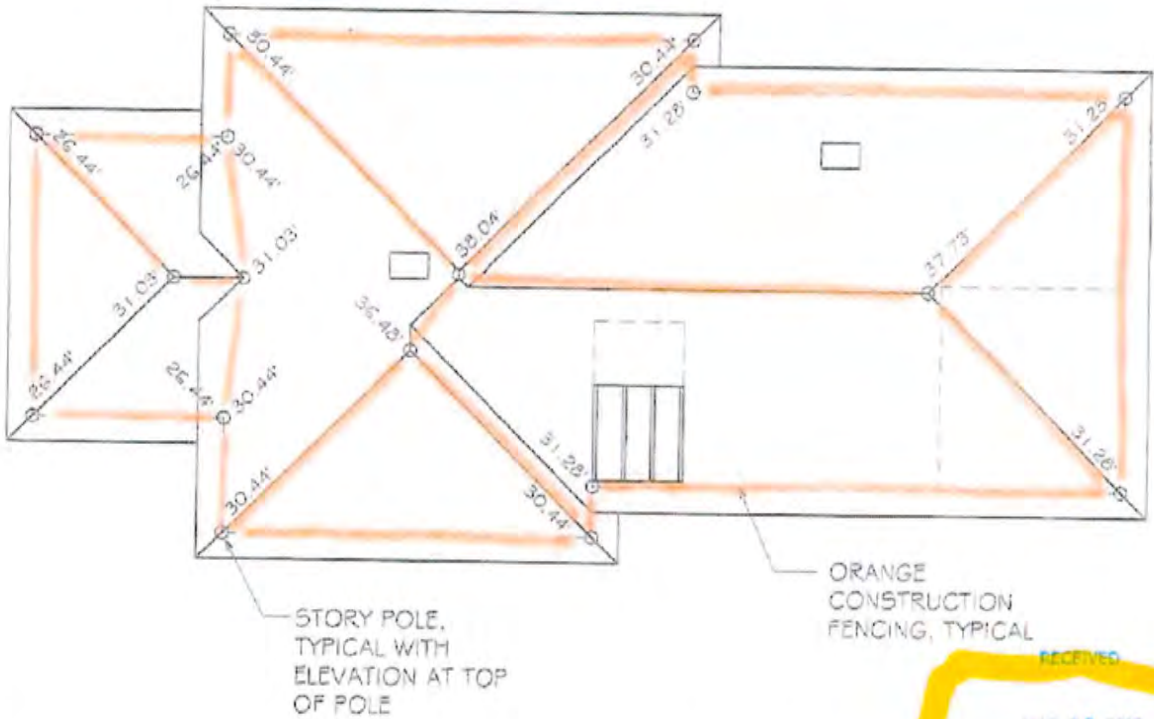 30.44'
30.44'
31.28'
31.28'
26.44'
26.44'
30.44'
31.03'
31.03'
38.04'
37.73'
36.48'
26.44'
26.44'
30.44'
30.44'
31.28'
30.44'
31.28'
STORY POLE,
TYPICAL WITH
ELEVATION AT TOP
OF POLE
ORANGE
CONSTRUCTION
FENCING, TYPICAL
RECEIVED